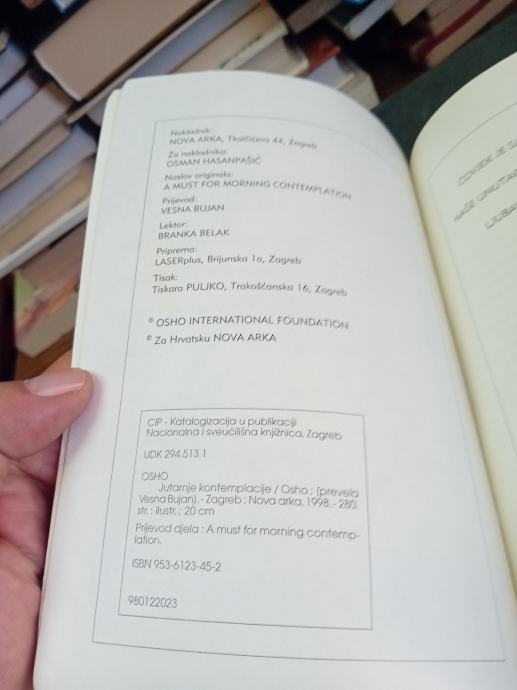 Nakladnik:
NOVA ARKA, Tkalčićeva 44, Zagreb
Za nakladnika:
OSMAN HASANPAŠIĆ
Naslov originala:
A MUST FOR MORNING CONTEMPLATION
Prijevod:
VESNA BUJAN
Lektor:
BRANKA BELAK
Priprema:
LASERplus, Brijunska 1a, Zagreb
Tisak:
Tiskara PULJKO, Trakošćanska 16, Zagreb
© OSHO INTERNATIONAL FOUNDATION
© Za Hrvatsku NOVA ARKA
CIP - Katalogizacija u publikaciji
Nacionalna i sveučilišna knjižnica, Zagreb
UDK 294.513.1
OSHO
Jutarnje kontemplacije / Osho ; (prevela
Vesna Bujan). - Zagreb : Nova arka, 1998. - 280.
str. : ilustr. ; 20 cm
Prijevod djela : A must for morning contemp-
lation.
ISBN 953-6123-45-2
980122023
ČOVJEK JE
NAŠE